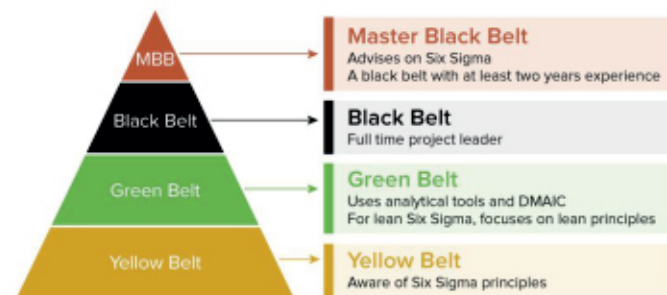 MBB
Master Black Belt
Advises on Six Sigma
A black belt with at least two years experience
Black Belt
Black Belt
Full time project leader
Green Belt
Green Belt
Uses analytical tools and DMAIC
For lean Six Sigma, focuses on lean principles
Yellow Belt
Yellow Belt
Aware of Six Sigma principles